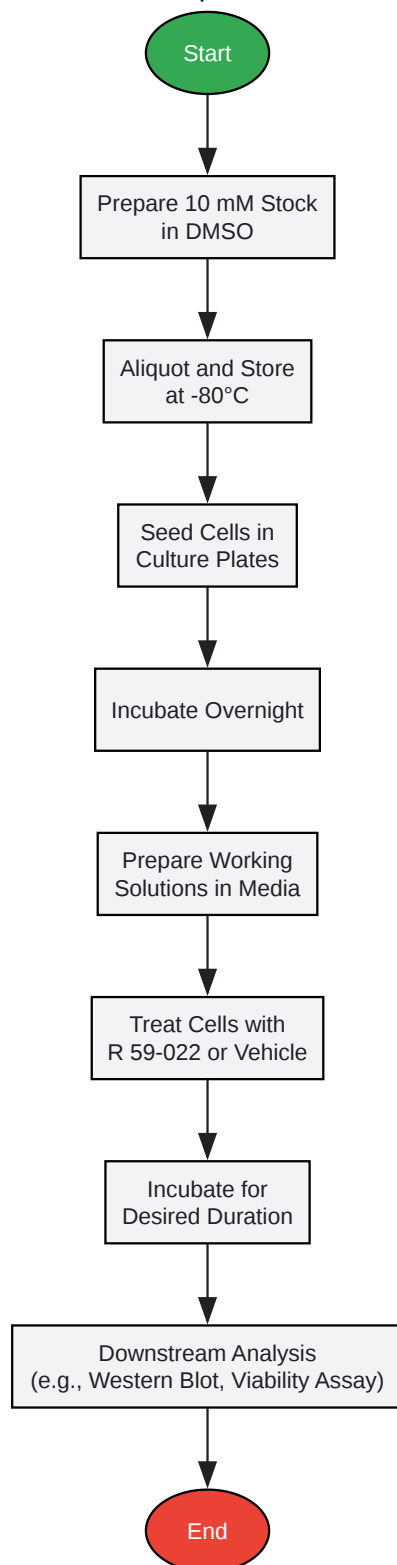 Start
Prepare 10 mM Stock
in DMSO
Aliquot and Store
at -80°C
Seed Cells in
Culture Plates
Incubate Overnight
Prepare Working
Solutions in Media
Treat Cells with
R 59-022 or Vehicle
Incubate for
Desired Duration
Downstream Analysis
(e.g., Western Blot, Viability Assay)
End